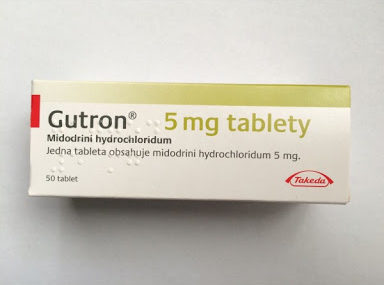 Gutron® 5 mg tablety
Midodrini hydrochloridum
Jedna tableta obsahuje midodrini hydrochloridum 5 mg.
50 tablet
Takeda